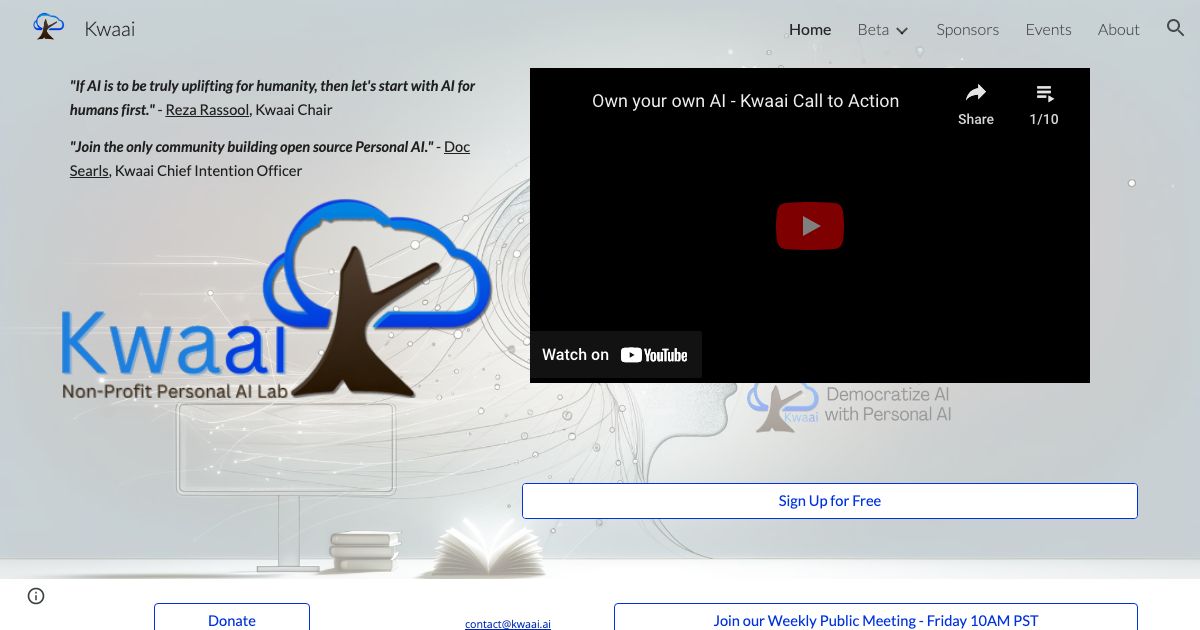 Kwaai
Home
Beta
Sponsors
Events
About
"If AI is to be truly uplifting for humanity, then let's start with AI for
humans first." - Reza Rassool, Kwaai Chair
"Join the only community building open source Personal AI." - Doc
Searls, Kwaai Chief Intention Officer
Kwaai
Non-Profit Personal AI Lab
Own your own AI - Kwaai Call to Action
Share
1/10
Watch on YouTube
Kwaai
Democratize AI
with Personal AI
Sign Up for Free
Donate
contact@kwaai.ai
Join our Weekly Public Meeting - Friday 10AM PST